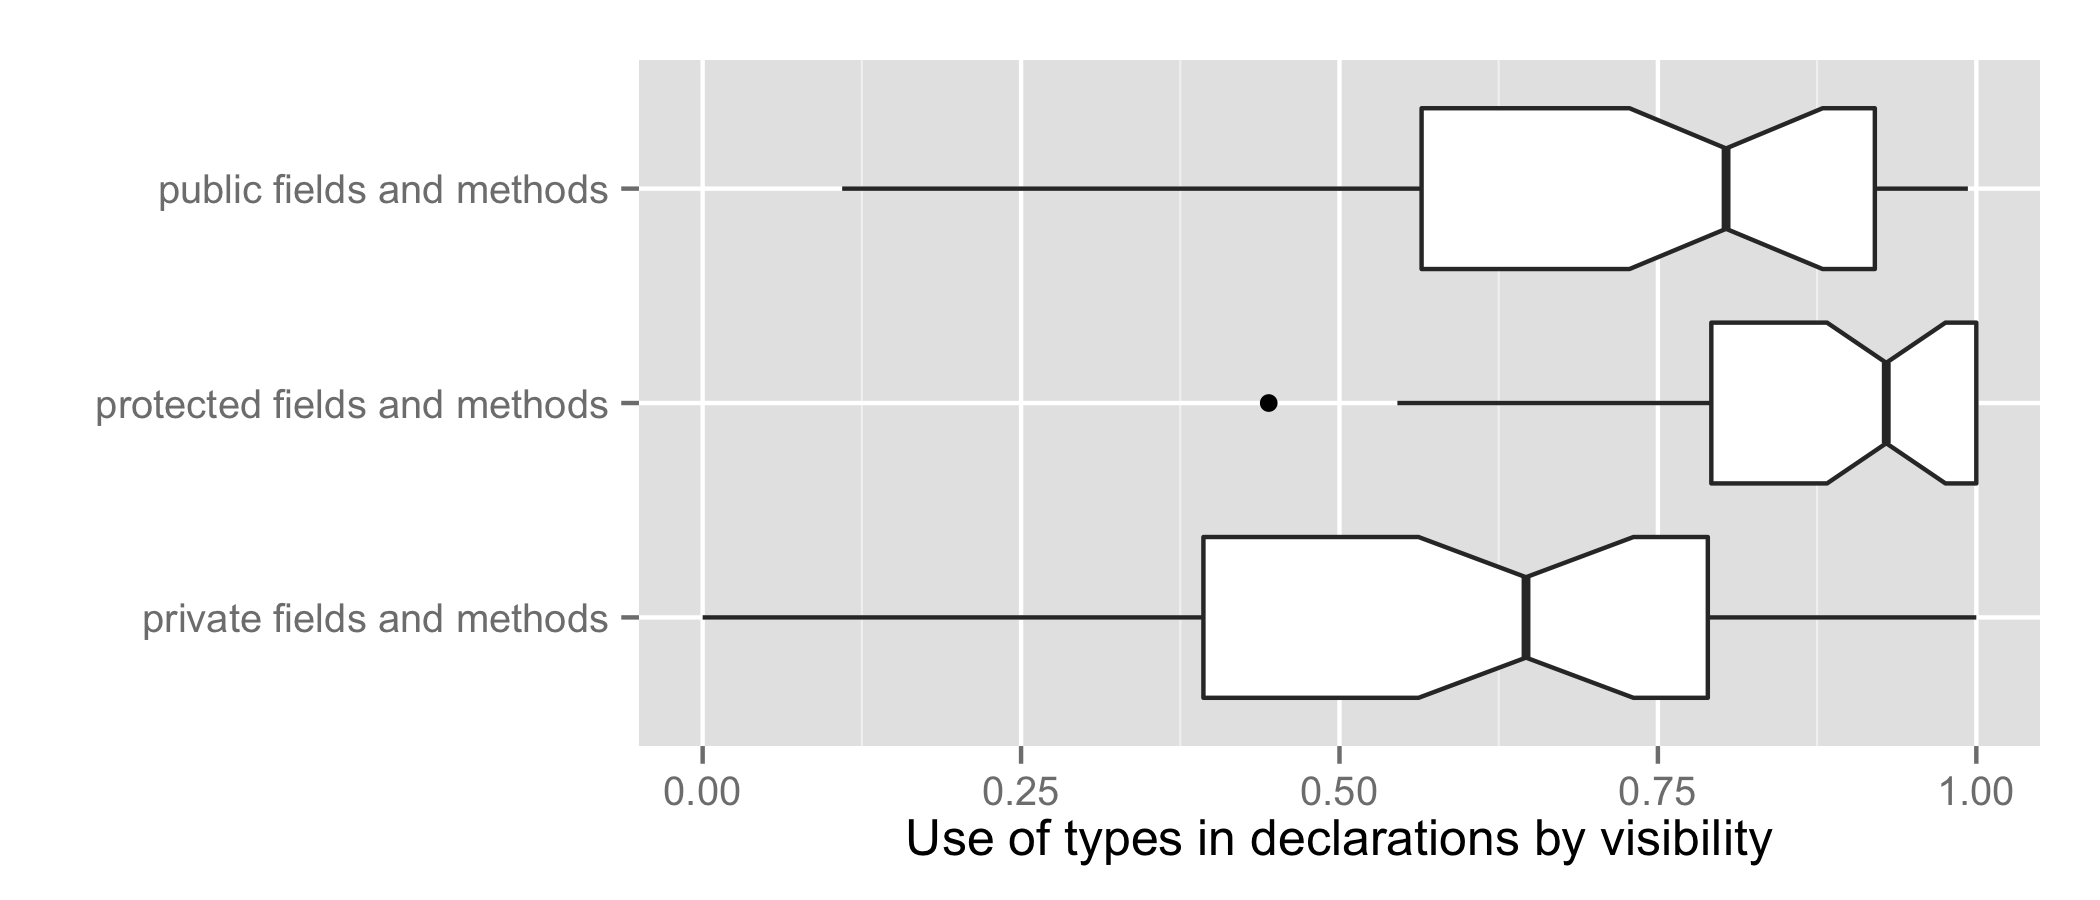 public fields and methods
protected fields and methods
private fields and methods
0.00 0.25 0.50 0.75 1.00
Use of types in declarations by visibility